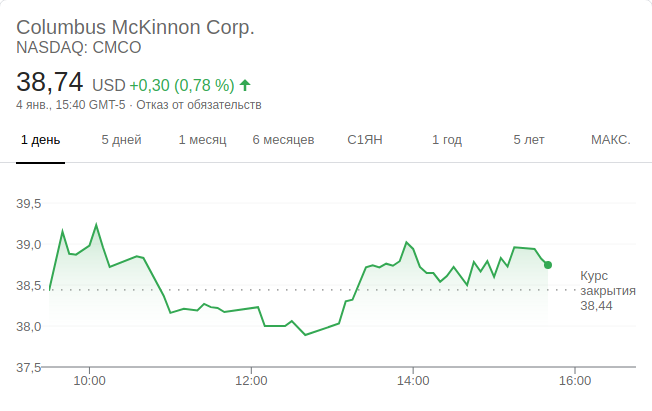 Columbus McKinnon Corp.
NASDAQ: CMCO
38,74 USD +0,30 (0,78 %)
4 янв., 15:40 GMT-5 · Отказ от обязательств
1 день 5 дней 1 месяц 6 месяцев С1ЯН 1 год 5 лет МАКС.
39,5
39,0
38,5
38,0
37,5
Курс
закрытия
38,44
10:00 12:00 14:00 16:00